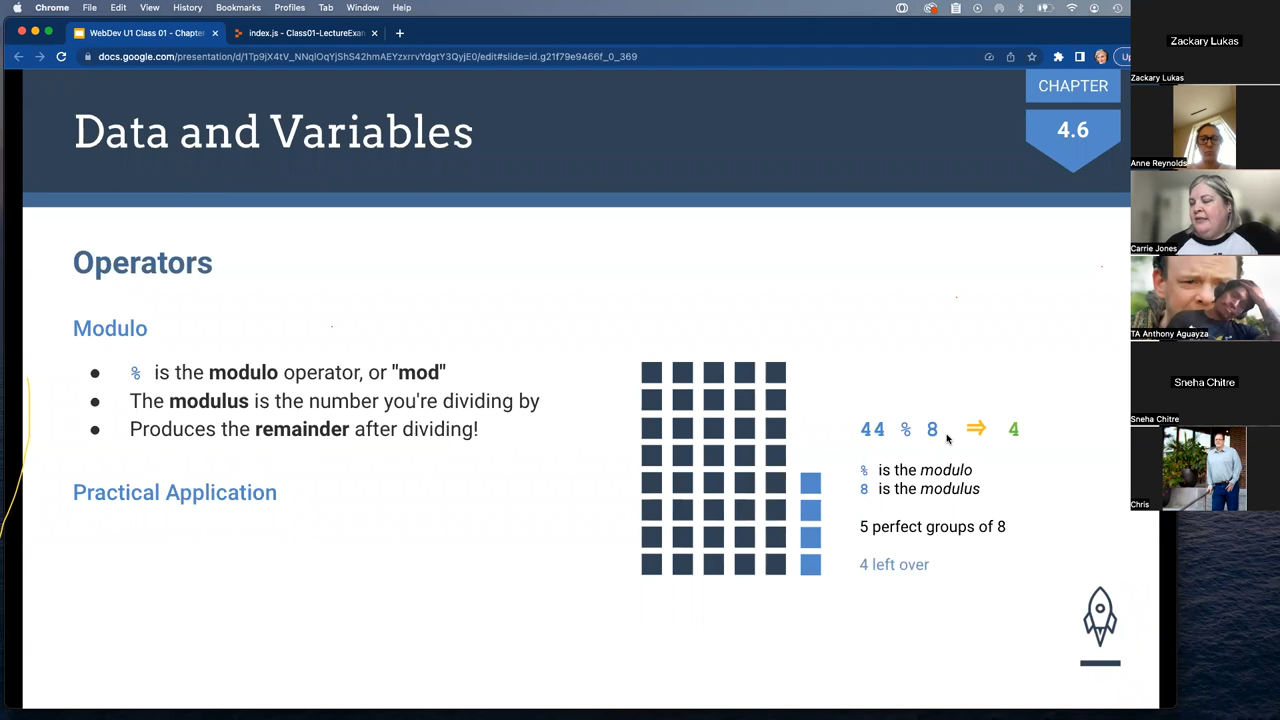 Chrome File Edit View History Bookmarks Profiles Tab Window Help
WebDev U1 Class 01 - Chapter
index.js - Class01-LectureExam
docs.google.com/presentation/d/1Tp9jX4tV_NNqIOqYjShS42hmAEYzxrrvYdgtY3QyjE0/edit#slide=id.g21f79e9466f_0_369
Data and Variables
CHAPTER
4.6
Operators
Modulo
● % is the modulo operator, or "mod"
● The modulus is the number you're dividing by
● Produces the remainder after dividing!
Practical Application
44 % 8 ⇒ 4
% is the modulo
8 is the modulus
5 perfect groups of 8
4 left over
Zackary Lukas
Zackary Lukas
Anne Reynolds
Carrie Jones
TA Anthony Aguayza
Sneha Chitre
Sneha Chitre
Chris